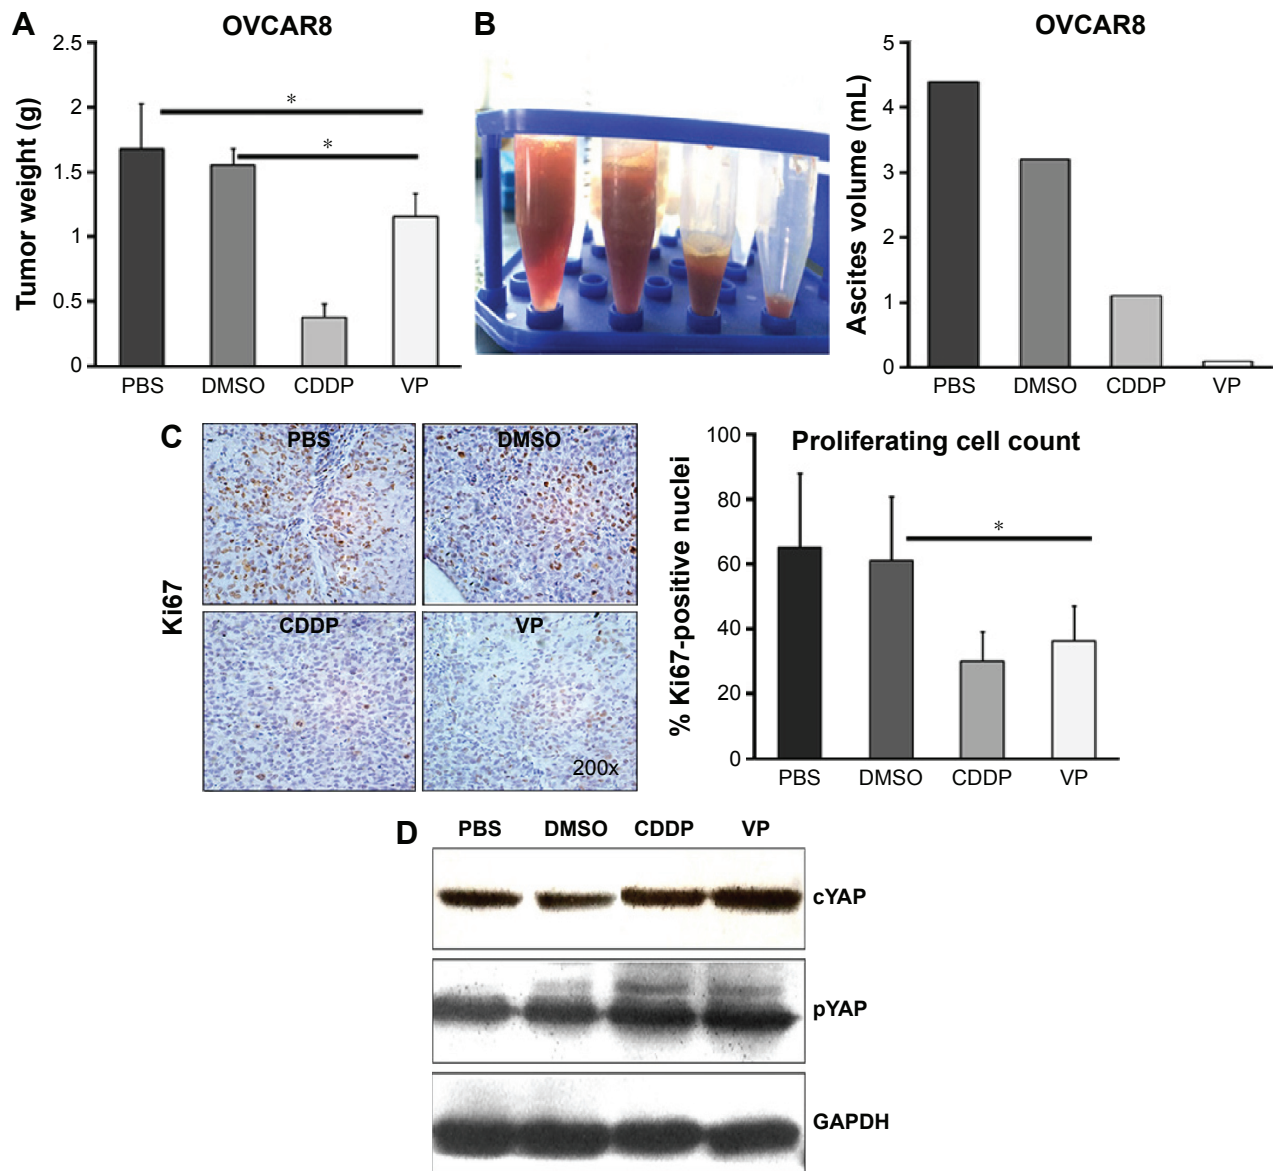 A
OVCAR8
Tumor weight (g)
2.5
2
1.5
1
0.5
0
*
*
PBS DMSO CDDP VP
B
OVCAR8
Ascites volume (mL)
5
4
3
2
1
0
PBS DMSO CDDP VP
C
Ki67
PBS DMSO
CDDP VP
200x
Proliferating cell count
% Ki67-positive nuclei
100
80
60
40
20
0
*
PBS DMSO CDDP VP
D
PBS DMSO CDDP VP
cYAP
pYAP
GAPDH